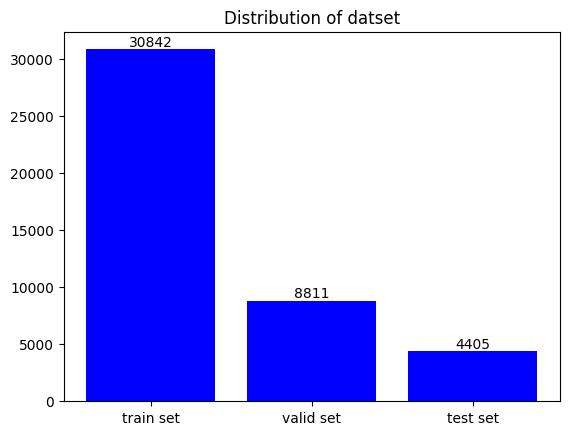 Distribution of datset
30842
30000
25000
20000
15000
10000
8811
5000
4405
0
train set
valid set
test set